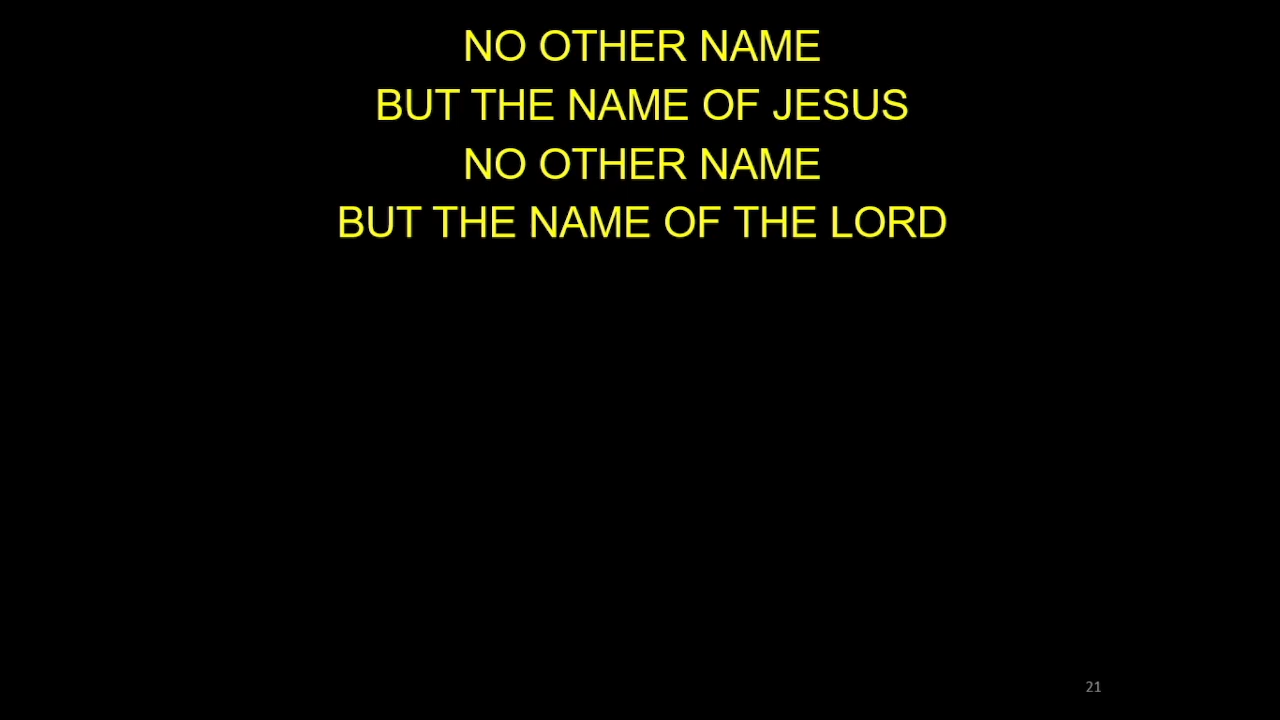 NO OTHER NAME
BUT THE NAME OF JESUS
NO OTHER NAME
BUT THE NAME OF THE LORD
21